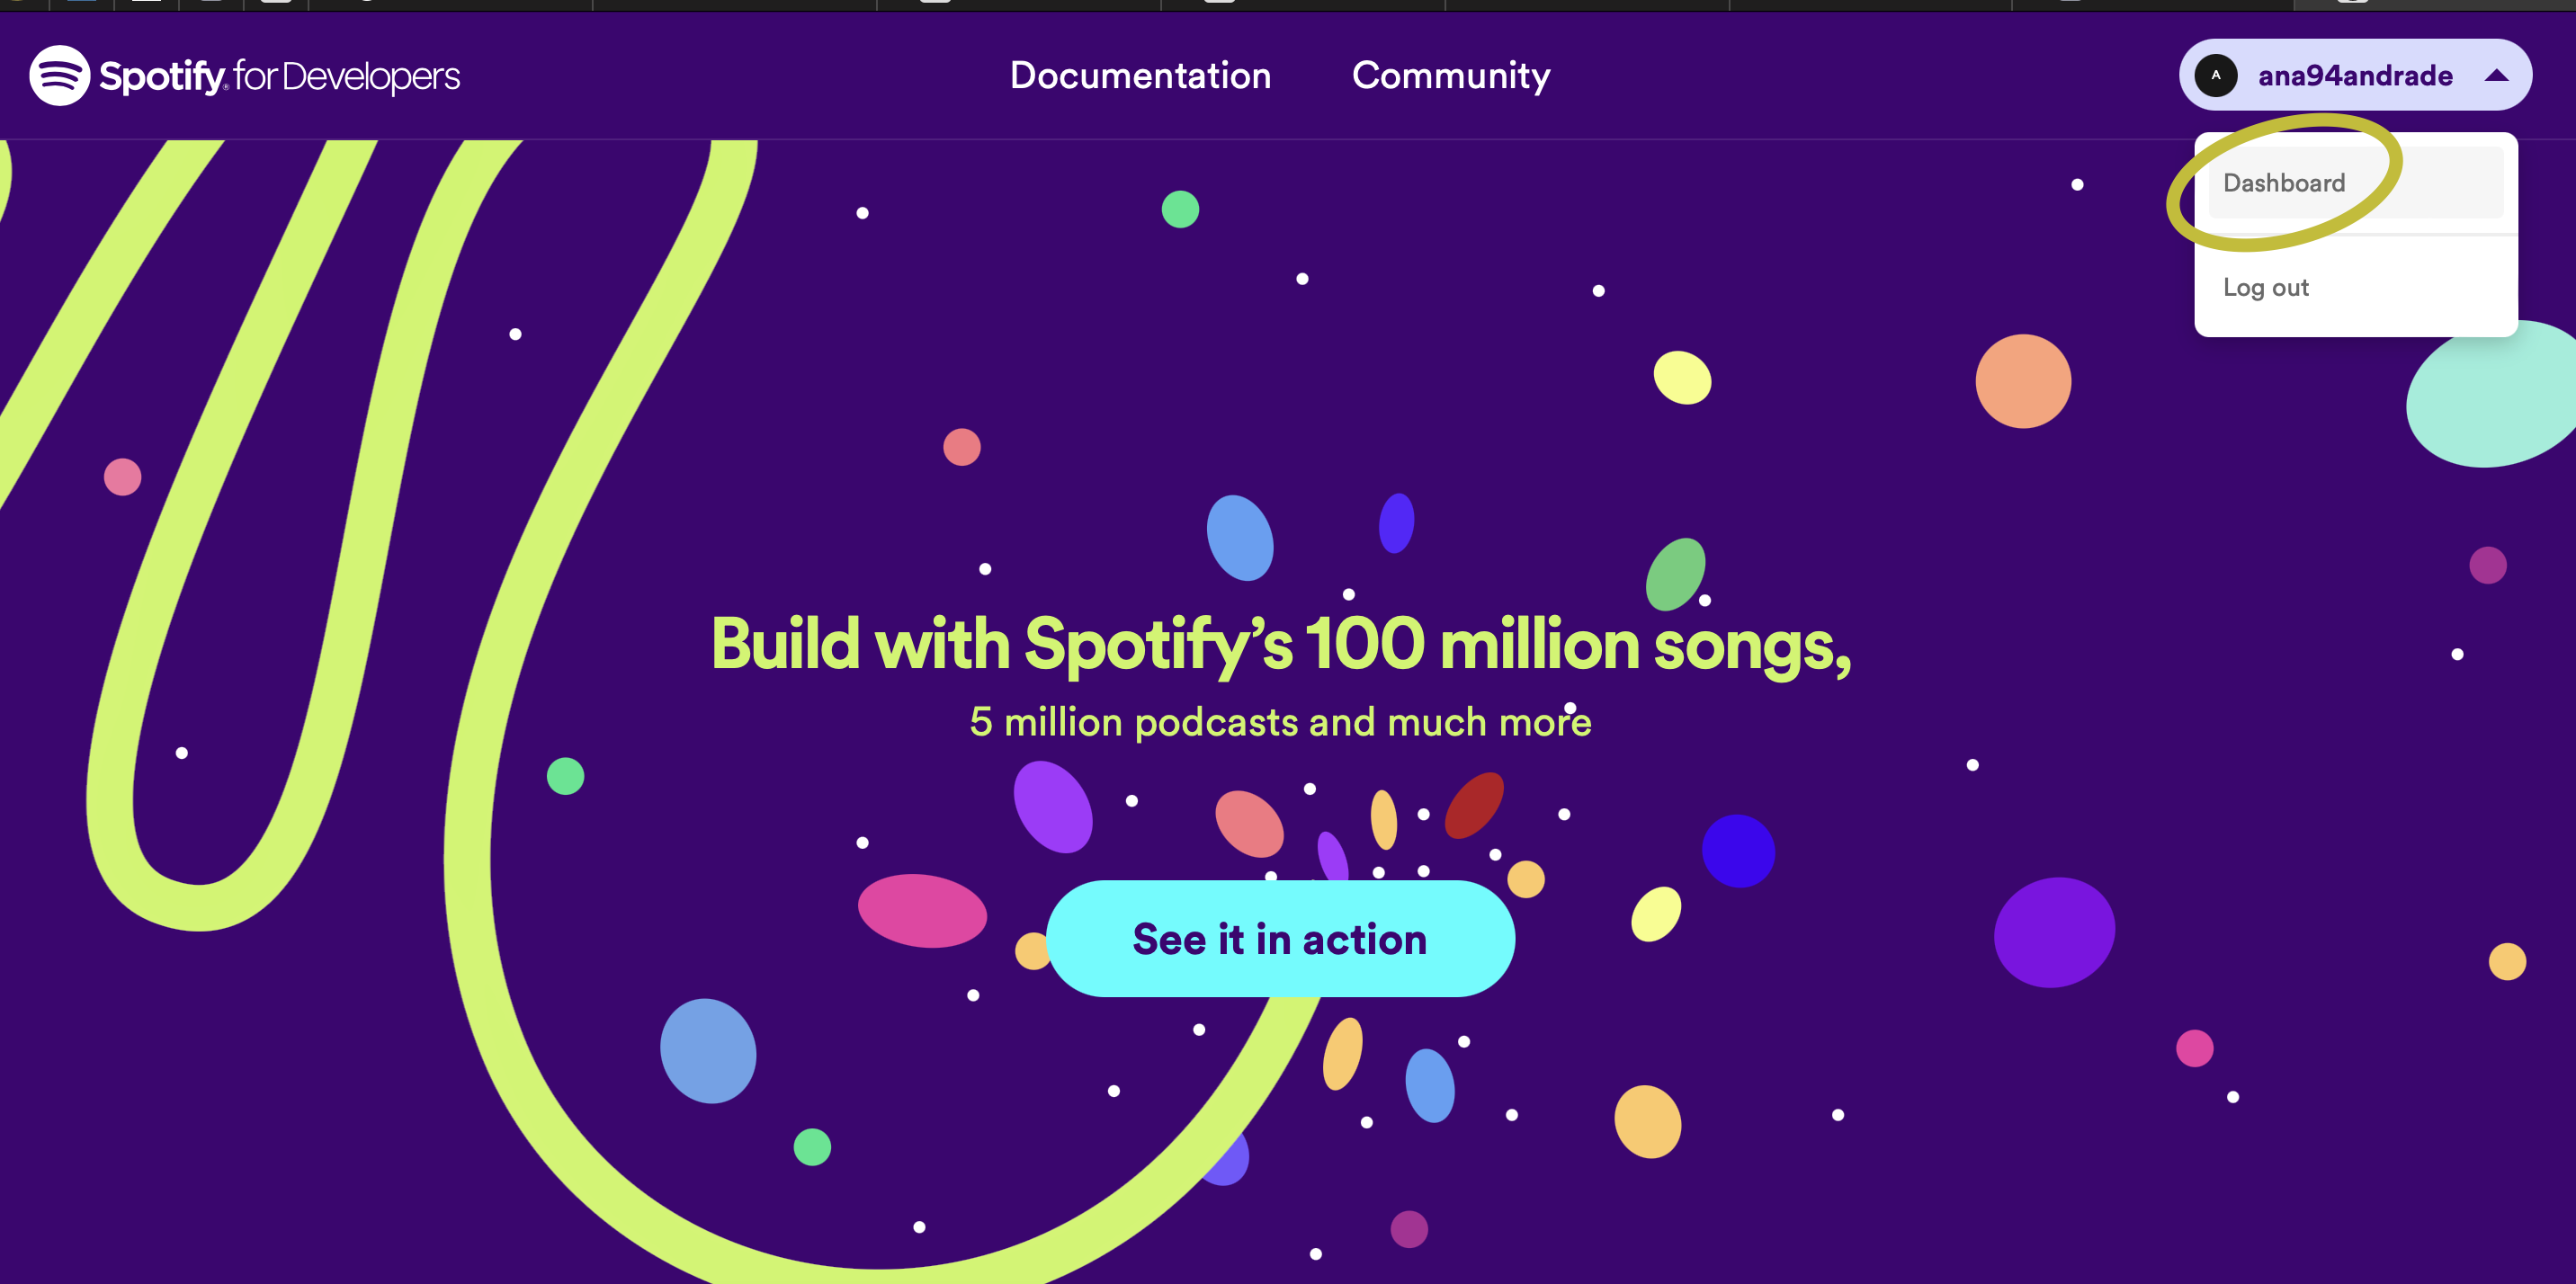 Spotify for Developers
Documentation
Community
A
ana94andrade
Dashboard
Log out
Build with Spotify’s 100 million songs,
5 million podcasts and much more
See it in action